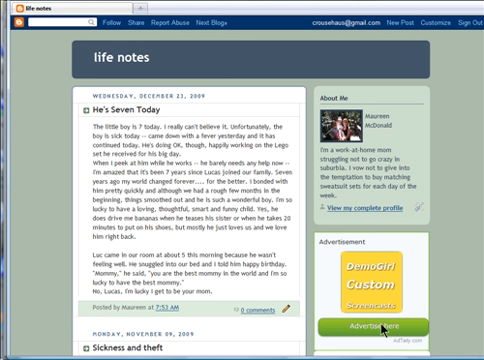 life notes
Follow Share Report Abuse Next Blog» crousehaus@gmail.com New Post Customize Sign Out
life notes
WEDNESDAY, DECEMBER 23, 2009
He's Seven Today
The little boy is 7 today. I really can't believe it. Unfortunately, the
boy is sick today -- came down with a fever yesterday and it has
continued today. He's doing OK, though, happily working on the Lego
set he received for his big day.
When I peek at him while he works -- he barely needs any help now --
I'm amazed that it's been 7 years since Lucas joined our family. Seven
years ago my world changed forever..... for the better. I bonded with
him pretty quickly and although we had a rough few months in the
beginning, things smoothed out and he is such a wonderful boy. I'm so
lucky to have a loving, thoughtful, smart and funny child. Yes, he
does drive me bananas when he teases his sister or when he takes 20
minutes to put on his shoes, but mostly he just loves us and we love
him right back.
Luc came in our room at about 5 this morning because he wasn't
feeling well. He snuggled into our bed and I told him happy birthday.
"Mommy," he said, "you are the best mommy in the world and I'm so
lucky to have the best mommy."
No, Lucas, I'm lucky I get to be your mom.
Posted by Maureen at 7:53 AM 0 comments
MONDAY, NOVEMBER 09, 2009
Sickness and theft
About Me
Maureen
McDonald
I'm a work-at-home mom
struggling not to go crazy in
suburbia. I vow not to give into
the temptation to buy matching
sweatsuit sets for each day of the
week.
View my complete profile
Advertisement
DemoGirl
Custom
Screencasts
Advertise here
AdTaily.com